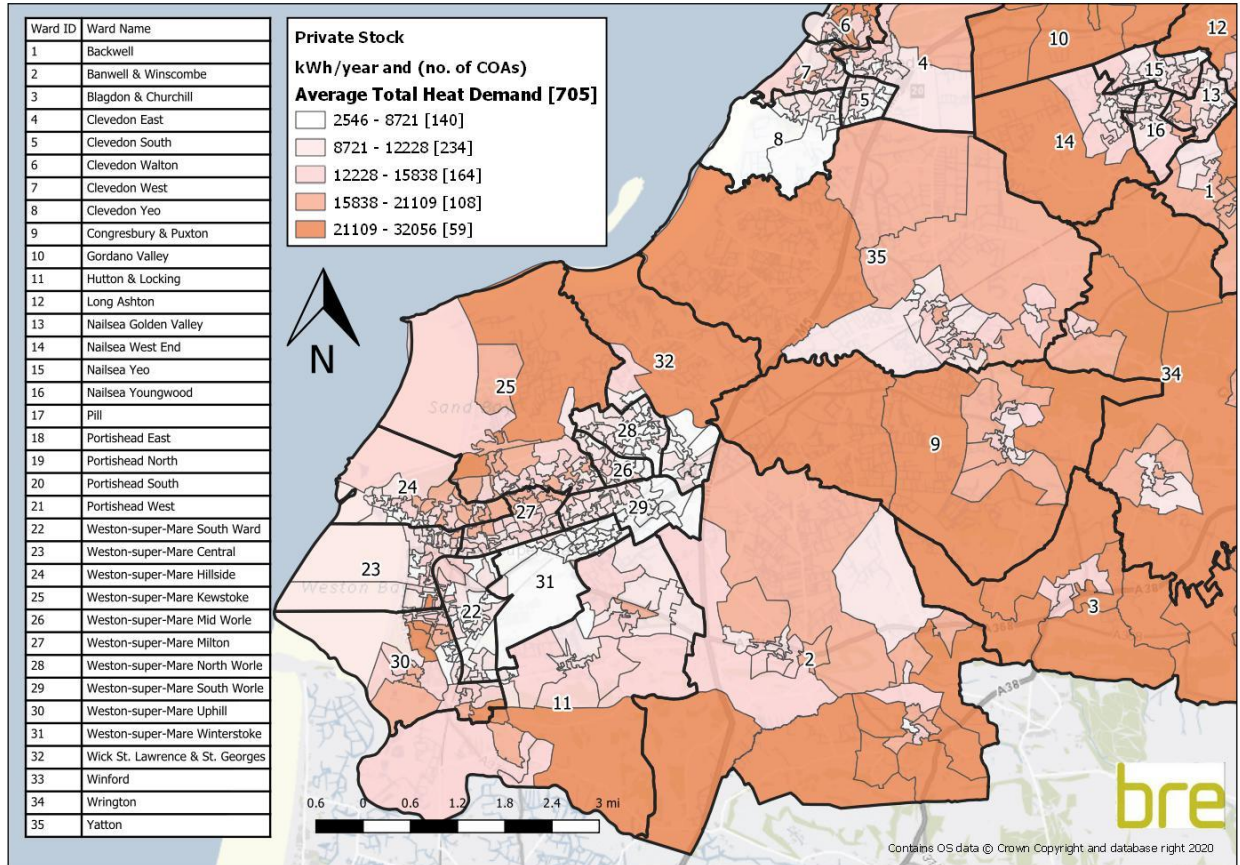 Ward ID Ward Name
1 Backwell
2 Banwell & Winscombe
3 Blagdon & Churchill
4 Clevedon East
5 Clevedon South
6 Clevedon Walton
7 Clevedon West
8 Clevedon Yeo
9 Congresbury & Puxton
10 Gordano Valley
11 Hutton & Locking
12 Long Ashton
13 Nailsea Golden Valley
14 Nailsea West End
15 Nailsea Yeo
16 Nailsea Youngwood
17 Pill
18 Portishead East
19 Portishead North
20 Portishead South
21 Portishead West
22 Weston-super-Mare South Ward
23 Weston-super-Mare Central
24 Weston-super-Mare Hillside
25 Weston-super-Mare Kewstoke
26 Weston-super-Mare Mid Worle
27 Weston-super-Mare Milton
28 Weston-super-Mare North Worle
29 Weston-super-Mare South Worle
30 Weston-super-Mare Uphill
31 Weston-super-Mare Winterstoke
32 Wick St. Lawrence & St. Georges
33 Winford
34 Wrington
35 Yatton
Private Stock
kWh/year and (no. of COAs)
Average Total Heat Demand [705]
2546 - 8721 [140]
8721 - 12228 [234]
12228 - 15838 [164]
15838 - 21109 [108]
21109 - 32056 [59]
N
6
10
12
7
4
15
5
13
20
8
16
14
1
35
M5
32
25
34
Sand Bay
28
9
26
24
29
27
23
31
Weston Bay
22
A38
3
A368
30
2
A38
11
0.6 0 0.6 1.2 1.8 2.4 3 mi
bre
Contains OS data © Crown Copyright and database right 2020